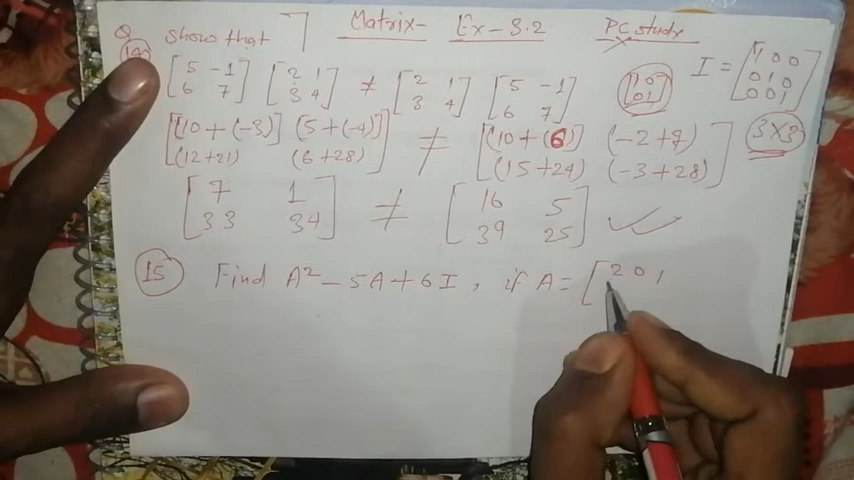 Q Show that Matrix - Ex-3.2 PC study
14 [5 -1 [2 1 ≠ [2 1 [5 -1 [1 0 I = [1 0 0
6 7] 3 4] 3 4] 6 7] 0 1] 0 1 0
0 0 1]
[[10+(-3)] (5+(-4)] ≠ [(10+(6)] (-2+7) 3×3
(12+21) (6+28)] (15+24) (-3+28)]
[7 1 ≠ [16 5
33 34] 39 25]
15 Find A² - 5A + 6I, if A = [2 0 1